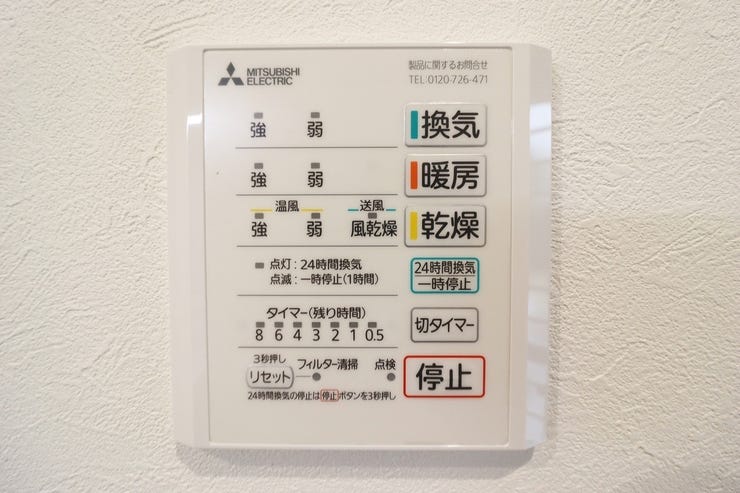 MITSUBISHI
ELECTRIC
製品に関するお問合せ
TEL:0120-726-471
強 弱 換気
強 弱 暖房
温風 送風
強 弱 風乾燥 乾燥
点灯:24時間換気
点滅:一時停止(1時間)
24時間換気
一時停止
タイマー(残り時間)
8 6 4 3 2 1 0.5
切タイマー
3秒押し
リセット フィルター清掃 点検
停止
24時間換気の停止は停止ボタンを3秒押し